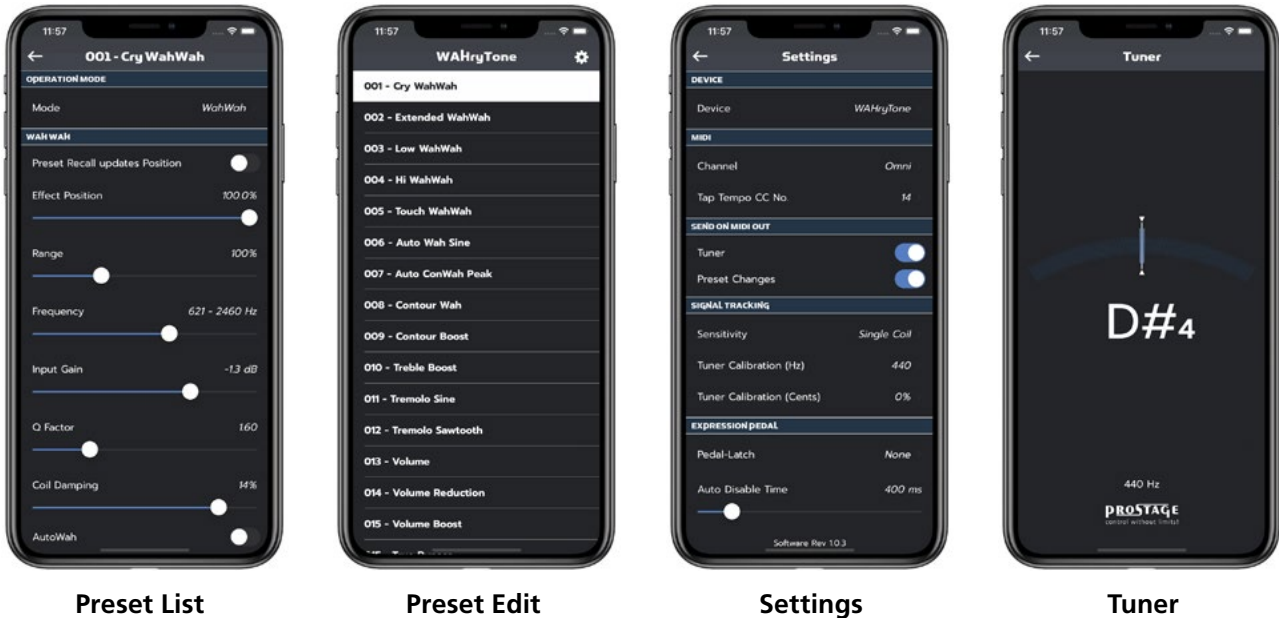 11:57
001 - Cry WahWah
OPERATION MODE
Mode WahWah
WAH WAH
Preset Recall updates Position
Effect Position 100.0%
Range 100%
Frequency 621 - 2460 Hz
Input Gain -1.3 dB
Q Factor 1.60
Coil Damping 14%
AutoWah
Preset List
11:57
WAHryTone
001 - Cry WahWah
002 - Extended WahWah
003 - Low WahWah
004 - Hi WahWah
005 - Touch WahWah
006 - Auto Wah Sine
007 - Auto ConWah Peak
008 - Contour Wah
009 - Contour Boost
010 - Treble Boost
011 - Tremolo Sine
012 - Tremolo Sawtooth
013 - Volume
014 - Volume Reduction
015 - Volume Boost
Preset Edit
11:57
Settings
DEVICE
Device WAHryTone
MIDI
Channel Omni
Tap Tempo CC No. 14
SEND ON MIDI OUT
Tuner
Preset Changes
SIGNAL TRACKING
Sensitivity Single Coil
Tuner Calibration (Hz) 440
Tuner Calibration (Cents) 0%
EXPRESSION PEDAL
Pedal-Latch None
Auto Disable Time 400 ms
Software Rev 1.0.3
Settings
11:57
Tuner
D#4
440 Hz
PROSTAGE
control without limits!
Tuner